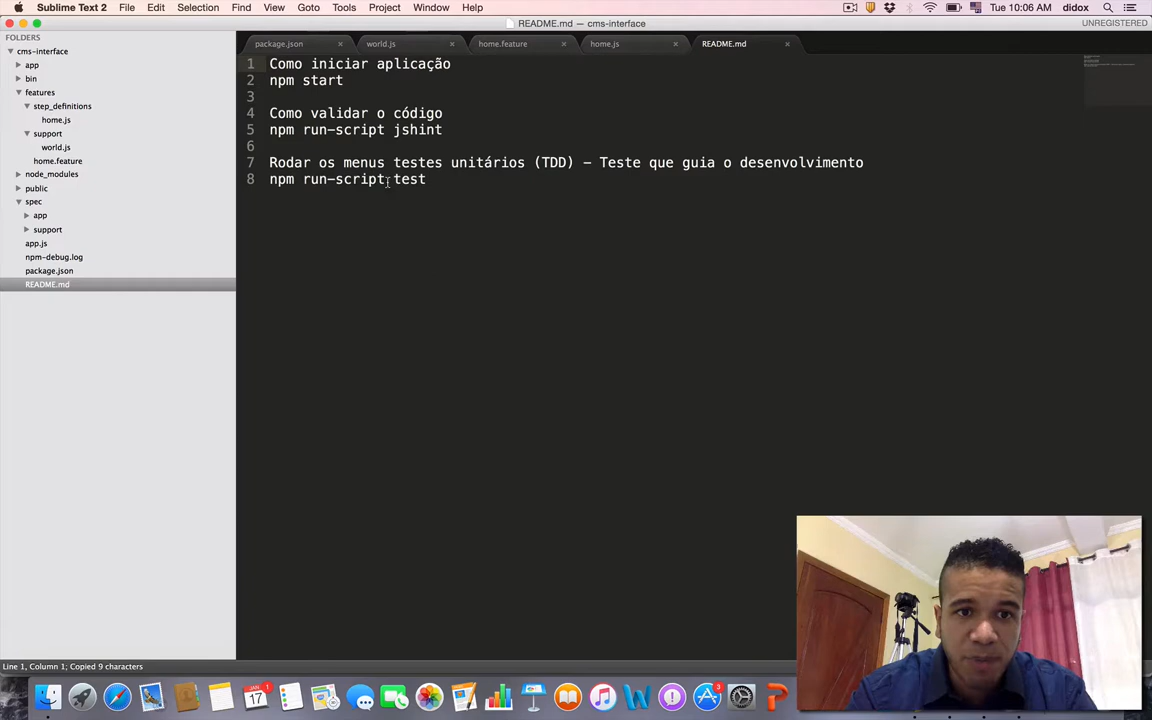 Sublime Text 2 File Edit Selection Find View Goto Tools Project Window Help Tue 10:06 AM didox
README.md — cms-interface UNREGISTERED
FOLDERS
cms-interface
app
bin
features
step_definitions
home.js
support
world.js
home.feature
node_modules
public
spec
app
support
app.js
npm-debug.log
package.json
README.md
package.json × world.js × home.feature × home.js × README.md ×
1 Como iniciar aplicação
2 npm start
3
4 Como validar o código
5 npm run-script jshint
6
7 Rodar os menus testes unitários (TDD) - Teste que guia o desenvolvimento
8 npm run-script test
Line 1, Column 1; Copied 9 characters
JAN 1
17
3